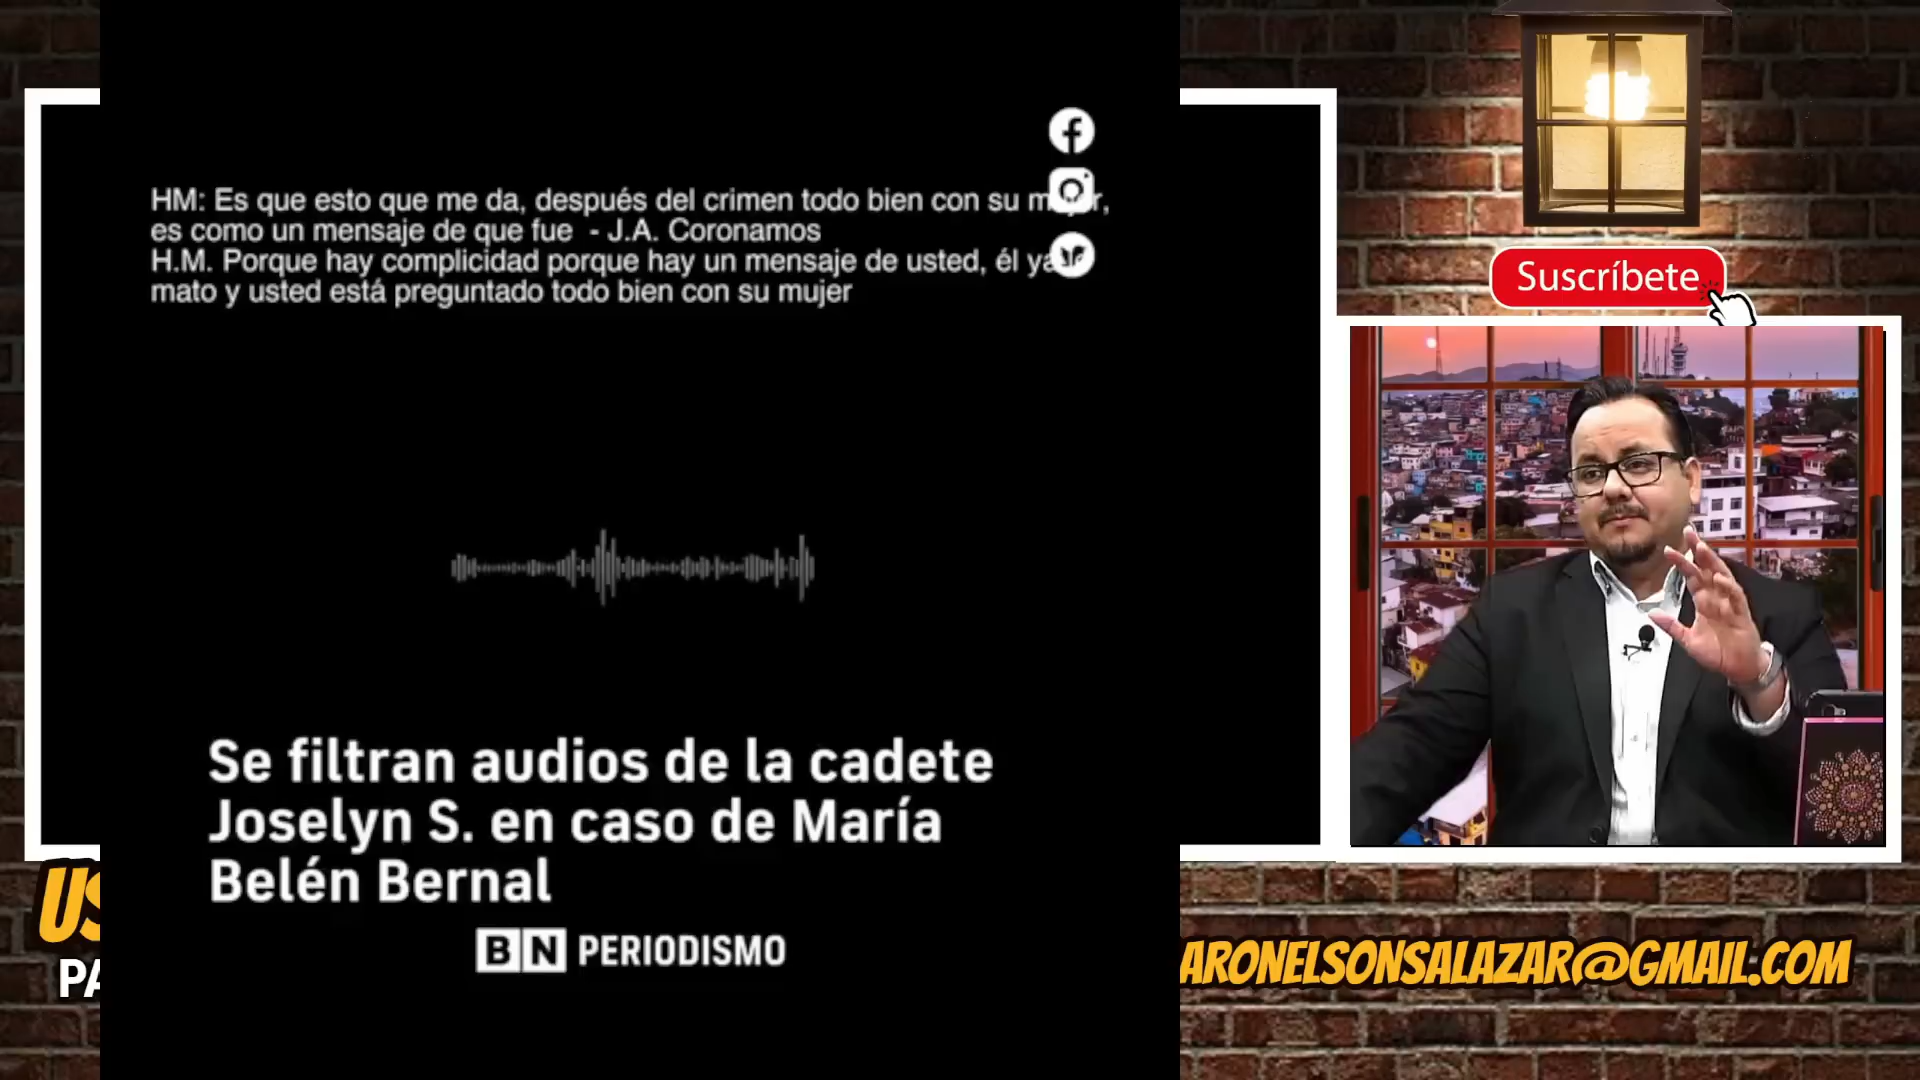 HM: Es que esto que me da, después del crimen todo bien con su
es como un mensaje de que fue - J.A. Coronamos
H.M. Porque hay complicidad porque hay un mensaje de usted, él ya
mato y usted está preguntado todo bien con su mujer
Suscríbete
Se filtran audios de la cadete
Joselyn S. en caso de María
Belén Bernal
BN PERIODISMO
US
PA
ARONELSONSALAZAR@GMAIL.COM